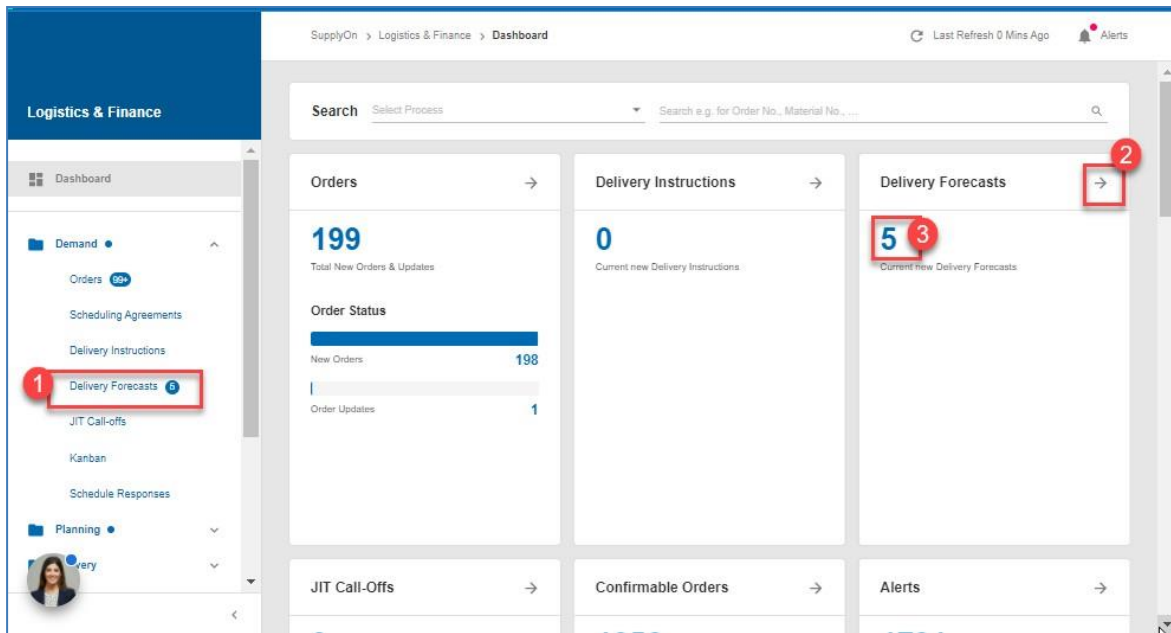 SupplyOn > Logistics & Finance > Dashboard
Last Refresh 0 Mins Ago
Alerts
Logistics & Finance
Dashboard
Demand
Orders 99+
Scheduling Agreements
Delivery Instructions
1
Delivery Forecasts 5
JIT Call-offs
Kanban
Schedule Responses
Planning
very
Search Select Process Search e.g. for Order No., Material No., ...
2
Orders
199
Total New Orders & Updates
Order Status
New Orders 198
Order Updates 1
Delivery Instructions
0
Current new Delivery Instructions
Delivery Forecasts
5 3
Current new Delivery Forecasts
JIT Call-Offs
Confirmable Orders
Alerts